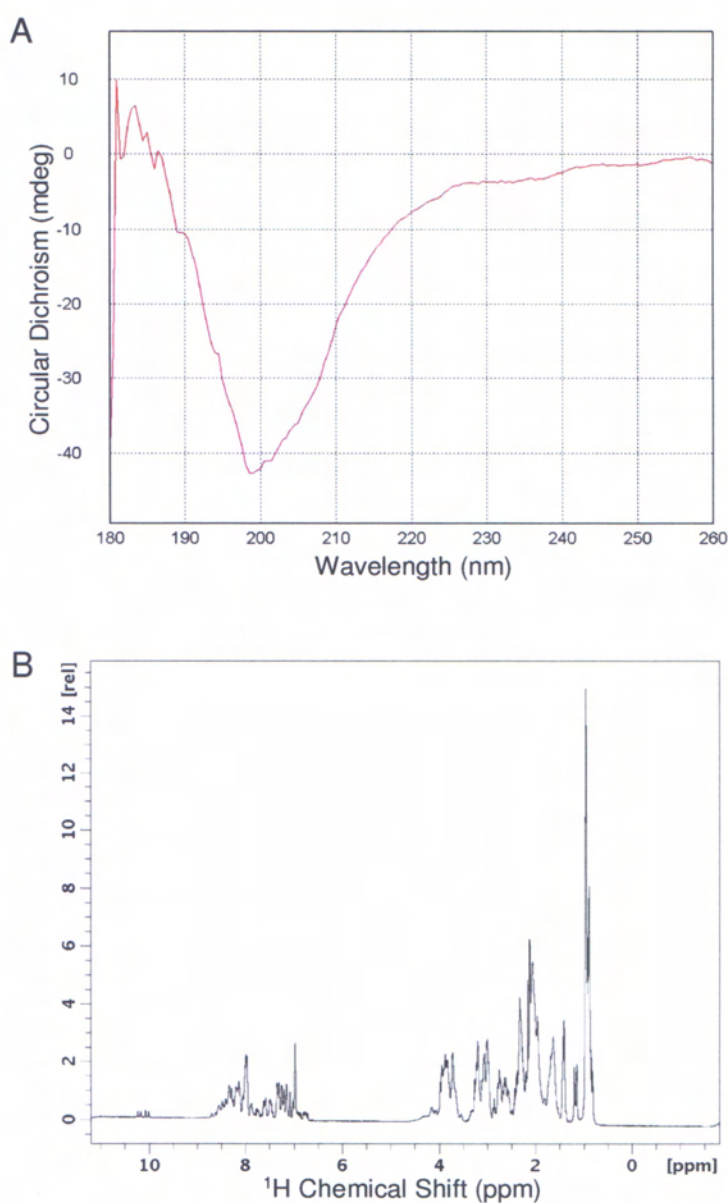 A
Circular Dichroism (mdeg)
10
0
-10
-20
-30
-40
180 190 200 210 220 230 240 250 260
Wavelength (nm)
B
14 [rel]
12
10
8
6
4
2
0
10 8 6 4 2 0 [ppm]
¹H Chemical Shift (ppm)